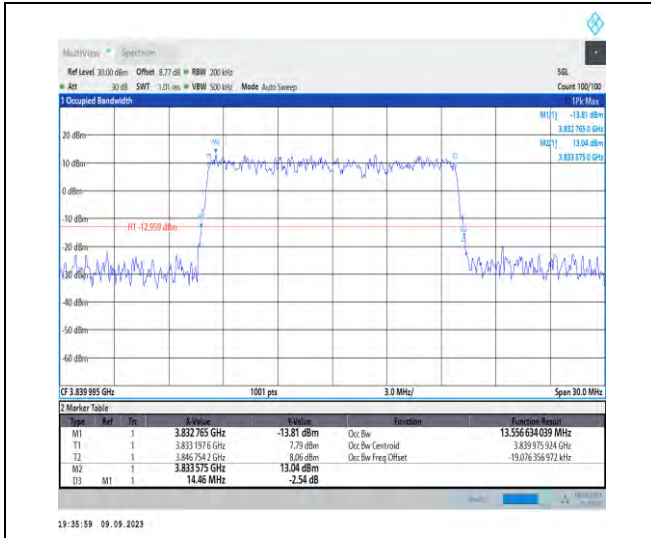 MultiView Spectrum
Ref Level 30.00 dBm Offset 8.77 dB RBW 200 kHz SGL
Att 30 dB SWT 1.01 ms VBW 500 kHz Mode Auto Sweep Count 100/100
1 Occupied Bandwidth 1Pk Max
M1[1] -13.81 dBm
3.832 765 0 GHz
M2[1] 13.04 dBm
3.833 575 0 GHz
20 dBm
M2
T1 T2
10 dBm
0 dBm
-10 dBm
H1 -12.959 dBm
-20 dBm
-30 dBm
-40 dBm
-50 dBm
-60 dBm
CF 3.839 995 GHz 1001 pts 3.0 MHz/ Span 30.0 MHz
2 Marker Table
Type Ref Trc X-Value Y-Value Function Function Result
M1 1 3.832 765 GHz -13.81 dBm Occ Bw 13.556 634 039 MHz
T1 1 3.833 197 6 GHz 7.79 dBm Occ Bw Centroid 3.839 975 924 GHz
T2 1 3.846 754 2 GHz 8.06 dBm Occ Bw Freq Offset -19.076 356 972 kHz
M2 1 3.833 575 GHz 13.04 dBm
D3 M1 1 14.46 MHz -2.54 dB
19:35:59 09.09.2023